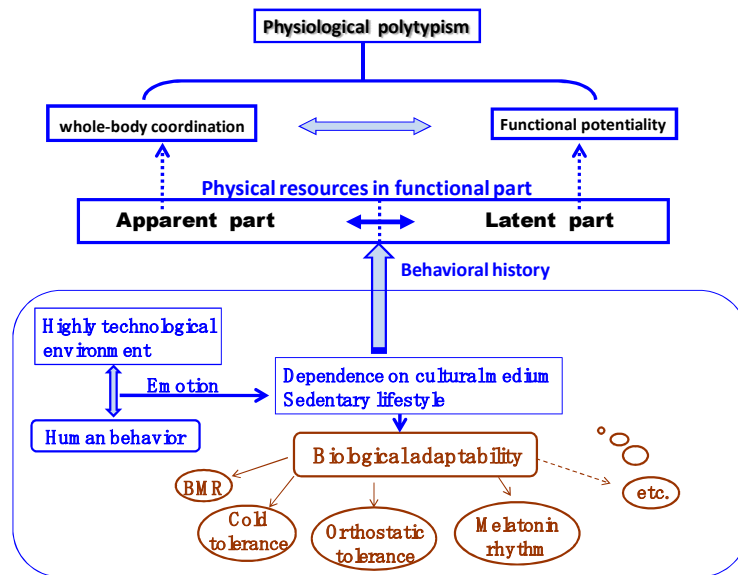 Physiological polytypism
whole-body coordination
Functional potentiality
Physical resources in functional part
Apparent part
Latent part
Behavioral history
Highly technological
environment
Emotion
Dependence on cultural medium
Sedentary lifestyle
Human behavior
Biological adaptability
BMR
etc.
Cold
tolerance
Orthostatic
tolerance
Melatonin
rhythm